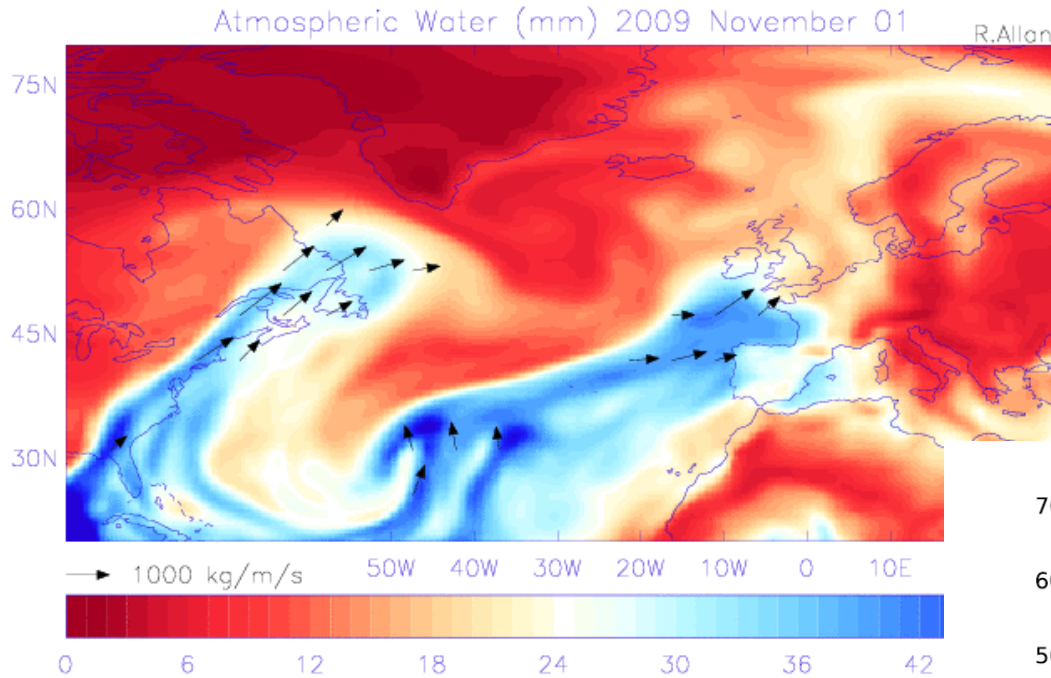 Atmospheric Water (mm) 2009 November 01
R.Allan
75N
60N
45N
30N
1000 kg/m/s
50W 40W 30W 20W 10W 0 10E
0 6 12 18 24 30 36 42